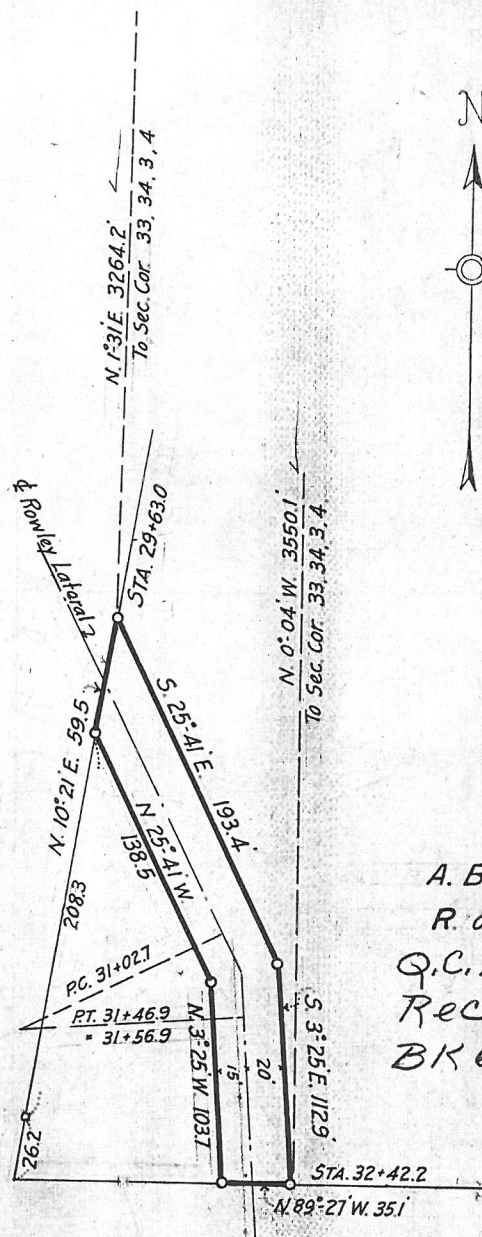 N
N. 1°-31' E. 3264.2'
To Sec. Cor. 33, 34, 3, 4
₵ Rowley Lateral
STA. 29+63.0
N. 0°-04' W. 3550.1'
To Sec. Cor. 33, 34, 3, 4.
N. 10°-21' E. 59.5
S. 25°-41' E.
193.4'
N 25°-41' W.
138.5
208.3
A. B
R. a
P.C. 31+02.7
Q.C.
Rec
P.T. 31+46.9
= 31+56.9
BK
N. 3°-25' W. 103.7
15'
20'
S. 3°-25' E. 112.9'
26.2
STA. 32+42.2
N. 89°-27' W. 35.1'